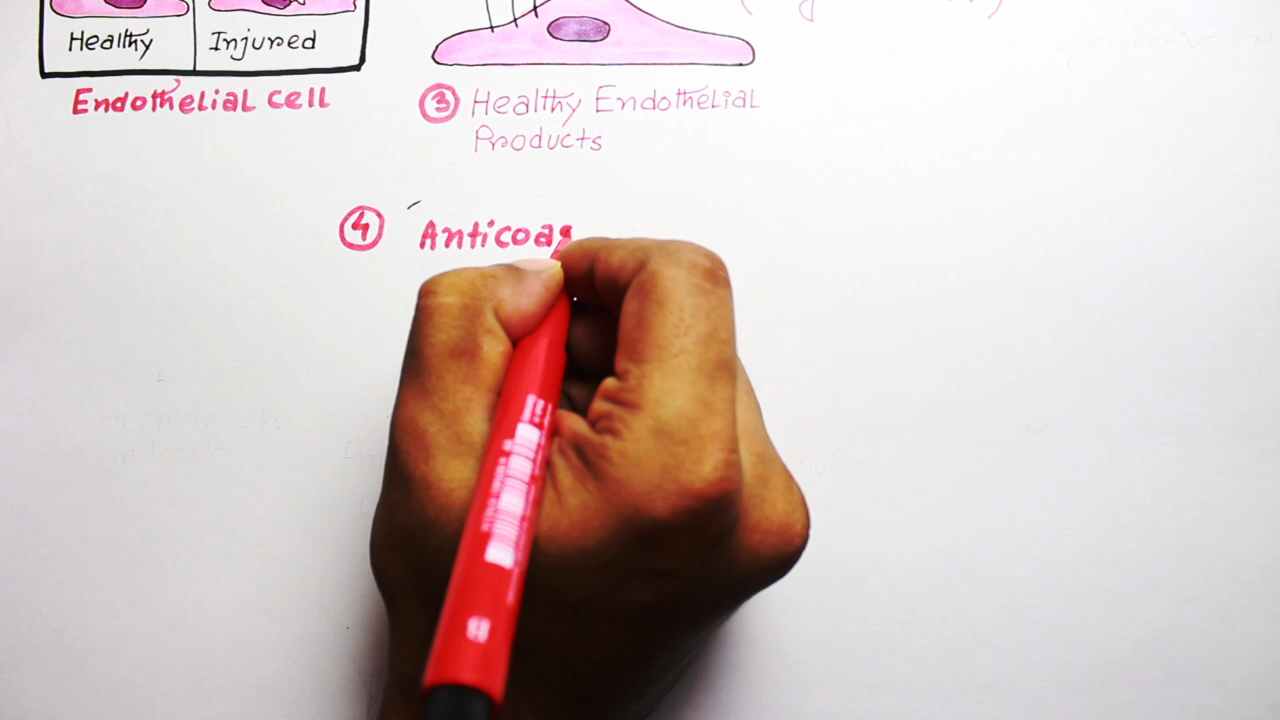 Healthy
Injured
Endothelial cell
③ Healthy Endothelial
Products
④ Anticoag